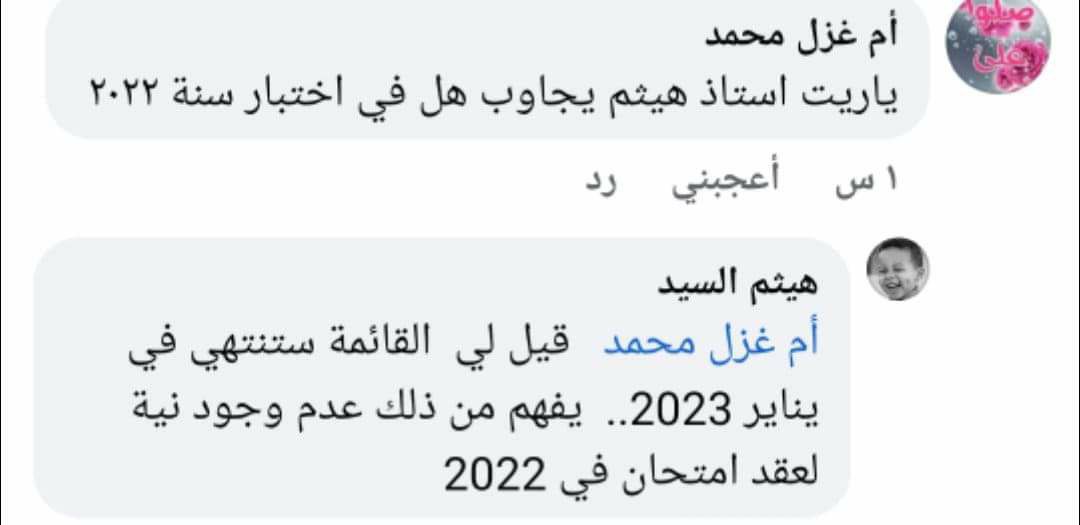 أم غزل محمد
ياريت استاذ هيثم يجاوب هل في اختبار سنة ٢٠٢٢
١ س أعجبني رد
هيثم السيد
أم غزل محمد قيل لي القائمة ستنتهي في
يناير 2023.. يفهم من ذلك عدم وجود نية
لعقد امتحان في 2022